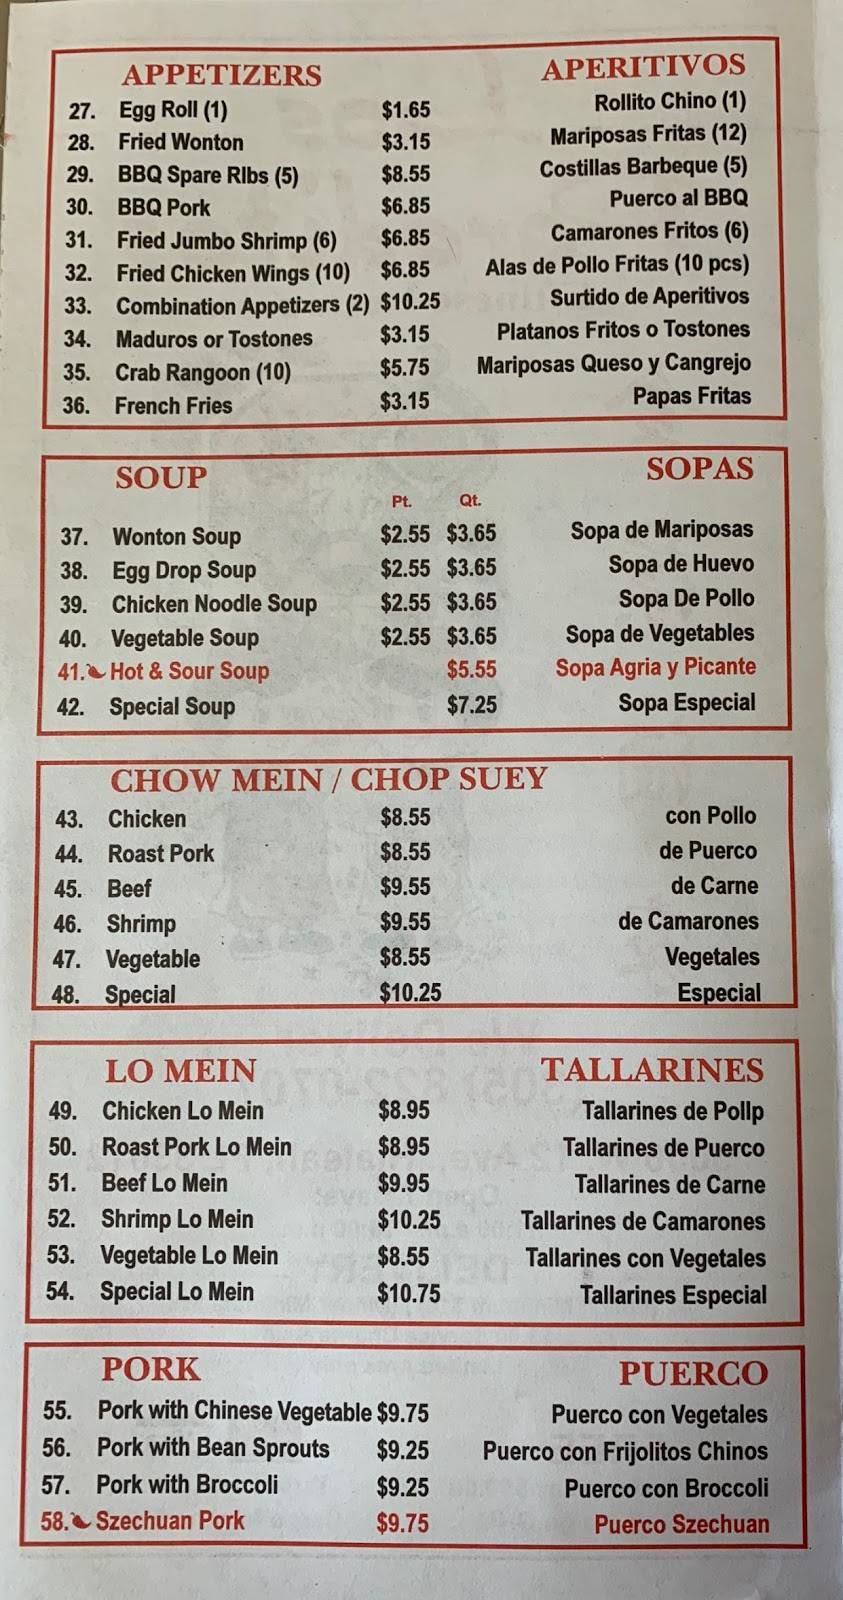 APPETIZERS APERITIVOS
27. Egg Roll (1) $1.65 Rollito Chino (1)
28. Fried Wonton $3.15 Mariposas Fritas (12)
29. BBQ Spare RIbs (5) $8.55 Costillas Barbeque (5)
30. BBQ Pork $6.85 Puerco al BBQ
31. Fried Jumbo Shrimp (6) $6.85 Camarones Fritos (6)
32. Fried Chicken Wings (10) $6.85 Alas de Pollo Fritas (10 pcs)
33. Combination Appetizers (2) $10.25 Surtido de Aperitivos
34. Maduros or Tostones $3.15 Platanos Fritos o Tostones
35. Crab Rangoon (10) $5.75 Mariposas Queso y Cangrejo
36. French Fries $3.15 Papas Fritas
SOUP SOPAS
Pt. Qt.
37. Wonton Soup $2.55 $3.65 Sopa de Mariposas
38. Egg Drop Soup $2.55 $3.65 Sopa de Huevo
39. Chicken Noodle Soup $2.55 $3.65 Sopa De Pollo
40. Vegetable Soup $2.55 $3.65 Sopa de Vegetables
41. Hot & Sour Soup $5.55 Sopa Agria y Picante
42. Special Soup $7.25 Sopa Especial
CHOW MEIN / CHOP SUEY
43. Chicken $8.55 con Pollo
44. Roast Pork $8.55 de Puerco
45. Beef $9.55 de Carne
46. Shrimp $9.55 de Camarones
47. Vegetable $8.55 Vegetales
48. Special $10.25 Especial
LO MEIN TALLARINES
49. Chicken Lo Mein $8.95 Tallarines de Pollp
50. Roast Pork Lo Mein $8.95 Tallarines de Puerco
51. Beef Lo Mein $9.95 Tallarines de Carne
52. Shrimp Lo Mein $10.25 Tallarines de Camarones
53. Vegetable Lo Mein $8.55 Tallarines con Vegetales
54. Special Lo Mein $10.75 Tallarines Especial
PORK PUERCO
55. Pork with Chinese Vegetable $9.75 Puerco con Vegetales
56. Pork with Bean Sprouts $9.25 Puerco con Frijolitos Chinos
57. Pork with Broccoli $9.25 Puerco con Broccoli
58. Szechuan Pork $9.75 Puerco Szechuan